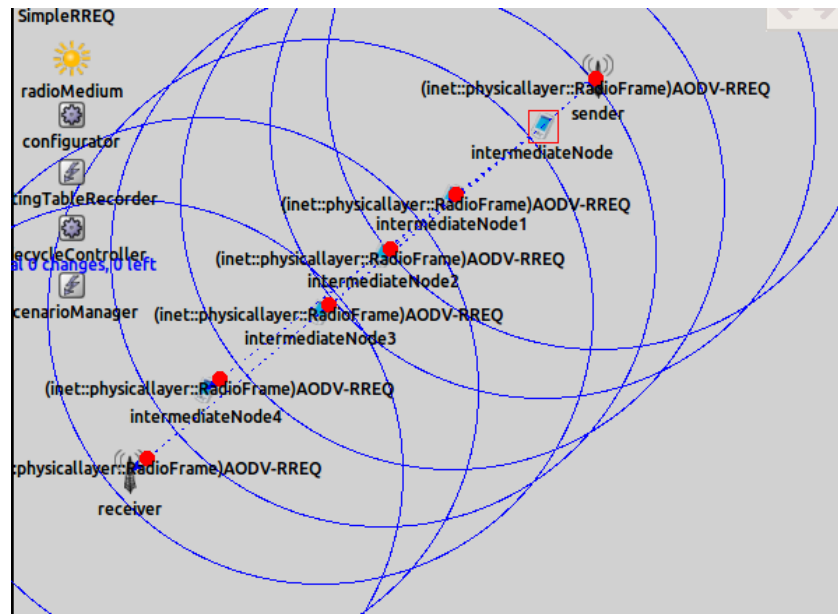 SimpleRREQ
radioMedium
(inet::physicallayer::RadioFrame)AODV-RREQ
sender
configurator
intermediateNode
tingTableRecorder
(inet::physicallayer::RadioFrame)AODV-RREQ
intermediateNode1
ecycleController
al 0 changes, 0 left
(inet::physicallayer::RadioFrame)AODV-RREQ
intermediateNode2
cenarioManager
(inet::physicallayer::RadioFrame)AODV-RREQ
intermediateNode3
(inet::physicallayer::RadioFrame)AODV-RREQ
intermediateNode4
:physicallayer::RadioFrame)AODV-RREQ
receiver